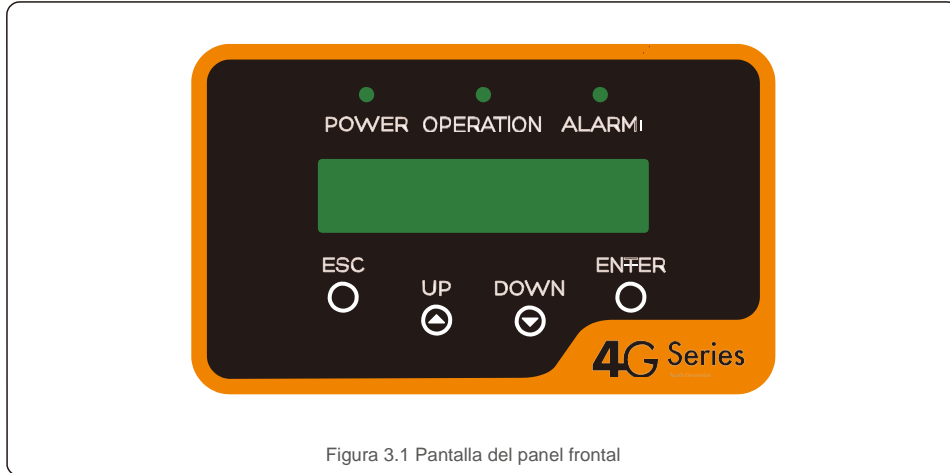 POWER OPERATION ALARM
ESC
ENTER
UP
DOWN
4G Series
Figura 3.1 Pantalla del panel frontal